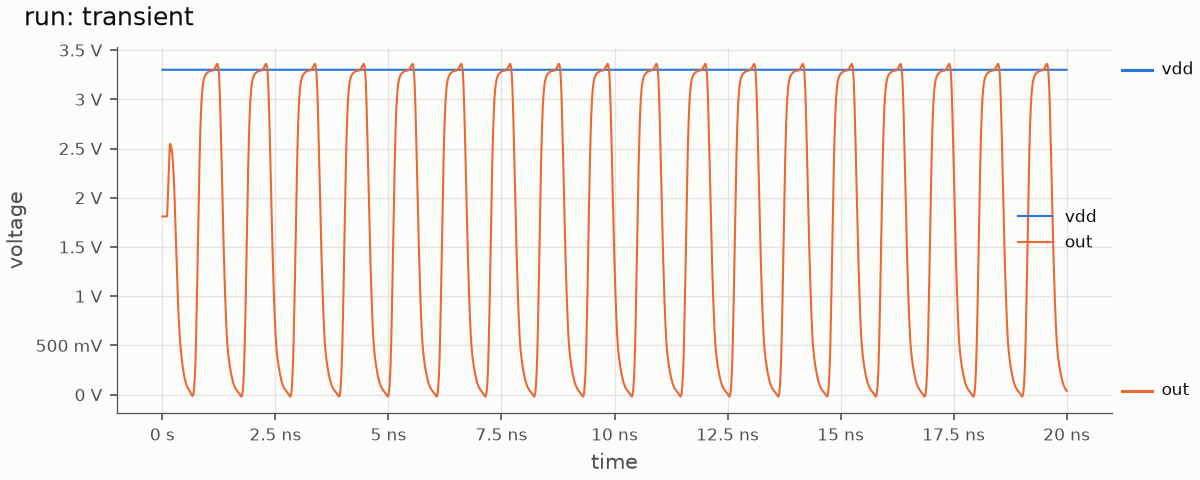 run: transient
3.5 V
3 V
2.5 V
2 V
1.5 V
1 V
500 mV
0 V
voltage
0 s
2.5 ns
5 ns
7.5 ns
10 ns
12.5 ns
15 ns
17.5 ns
20 ns
time
vdd
out
vdd
out